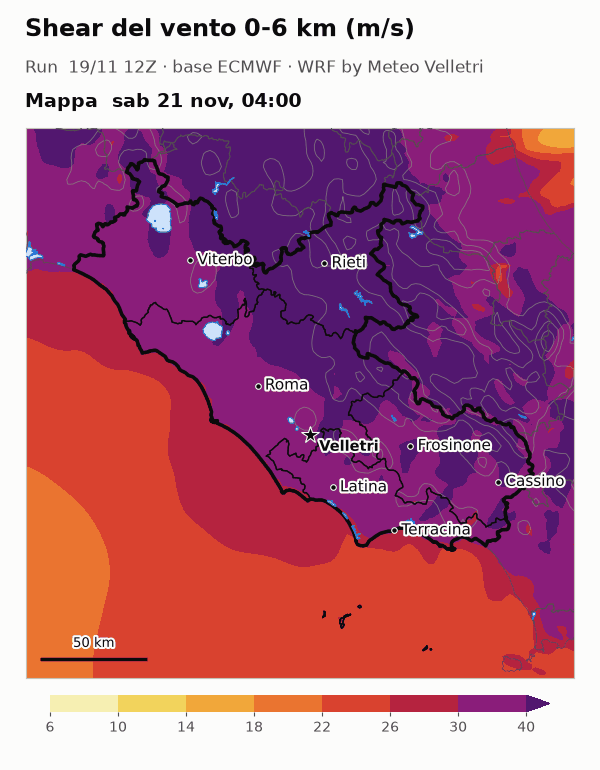 Shear del vento 0-6 km (m/s)
Run  19/11 12Z · base ECMWF · WRF by Meteo Velletri
Mappa  sab 21 nov, 04:00
Viterbo
Rieti
Roma
Velletri
Frosinone
Latina
Cassino
Terracina
50 km
6 10 14 18 22 26 30 40